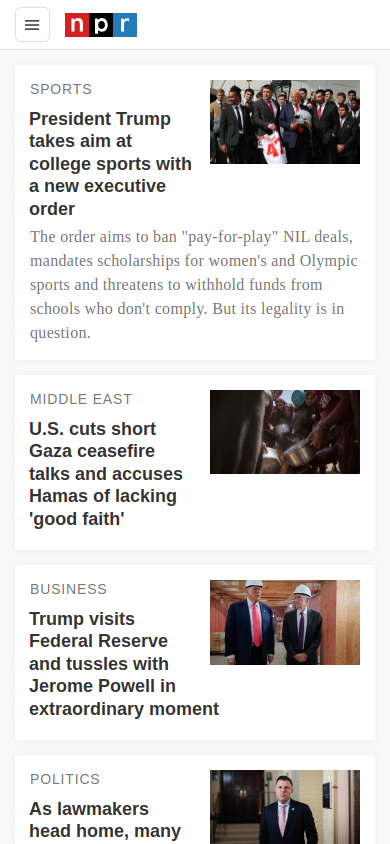 npr
SPORTS
President Trump
takes aim at
college sports with
a new executive
order
The order aims to ban "pay-for-play" NIL deals,
mandates scholarships for women's and Olympic
sports and threatens to withhold funds from
schools who don't comply. But its legality is in
question.
MIDDLE EAST
U.S. cuts short
Gaza ceasefire
talks and accuses
Hamas of lacking
'good faith'
BUSINESS
Trump visits
Federal Reserve
and tussles with
Jerome Powell in
extraordinary moment
POLITICS
As lawmakers
head home, many